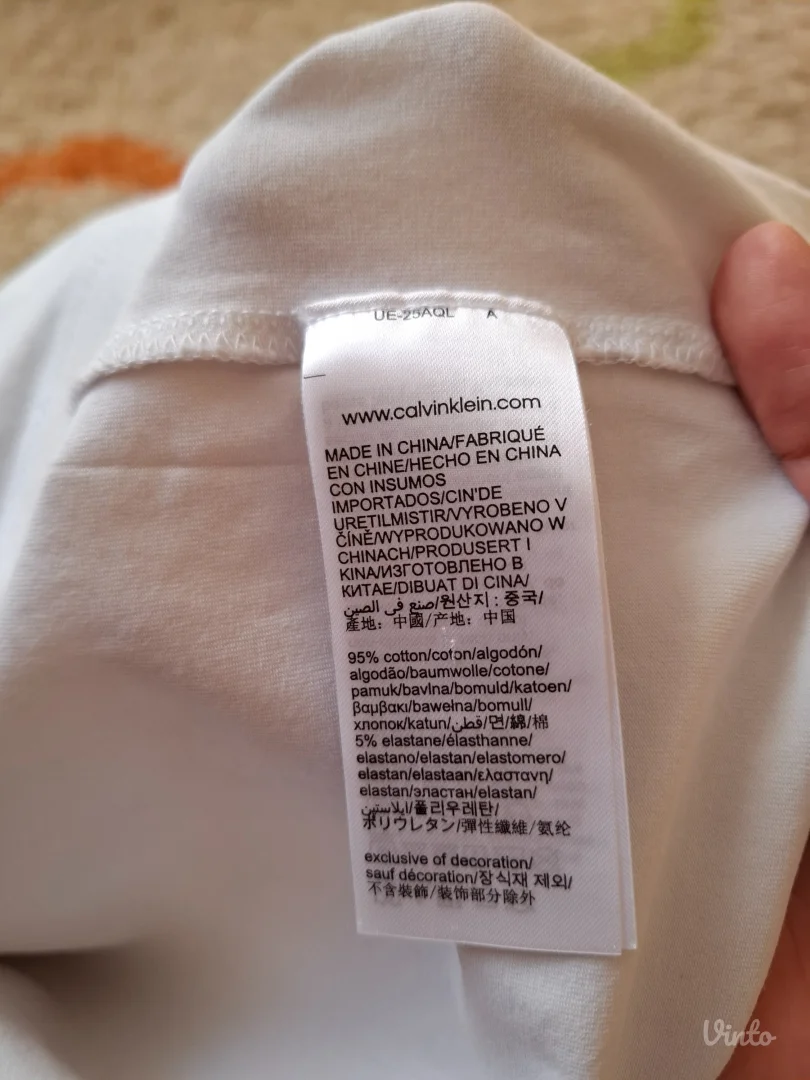 UE-25AQL A
www.calvinklein.com
MADE IN CHINA/FABRIQUÉ
EN CHINE/HECHO EN CHINA
CON INSUMOS
IMPORTADOS/CIN'DE
URETILMISTIR/VYROBENO V
ČÍNĚ/WYPRODUKOWANO W
CHINACH/PRODUSERT I
KINA/ИЗГОТОВЛЕНО В
КИТАЕ/DIBUAT DI CINA/
صنع في الصين/원산지 : 중국/
產地：中國/产地：中国
95% cotton/coton/algodón/
algodão/baumwolle/cotone/
pamuk/bavlna/bomuld/katoen/
βαμβακι/bawełna/bomull/
хлопок/katun/قطن/면/綿/棉
5% elastane/élasthanne/
elastano/elastan/elastomero/
elastan/elastaan/ελαστανη/
elastan/эластан/elastan/
ايلاستين/폴리우레탄/
ポリウレタン/彈性纖維/氨纶
exclusive of decoration/
sauf décoration/장식재 제외/
不含裝飾/装饰部分除外
Vinto